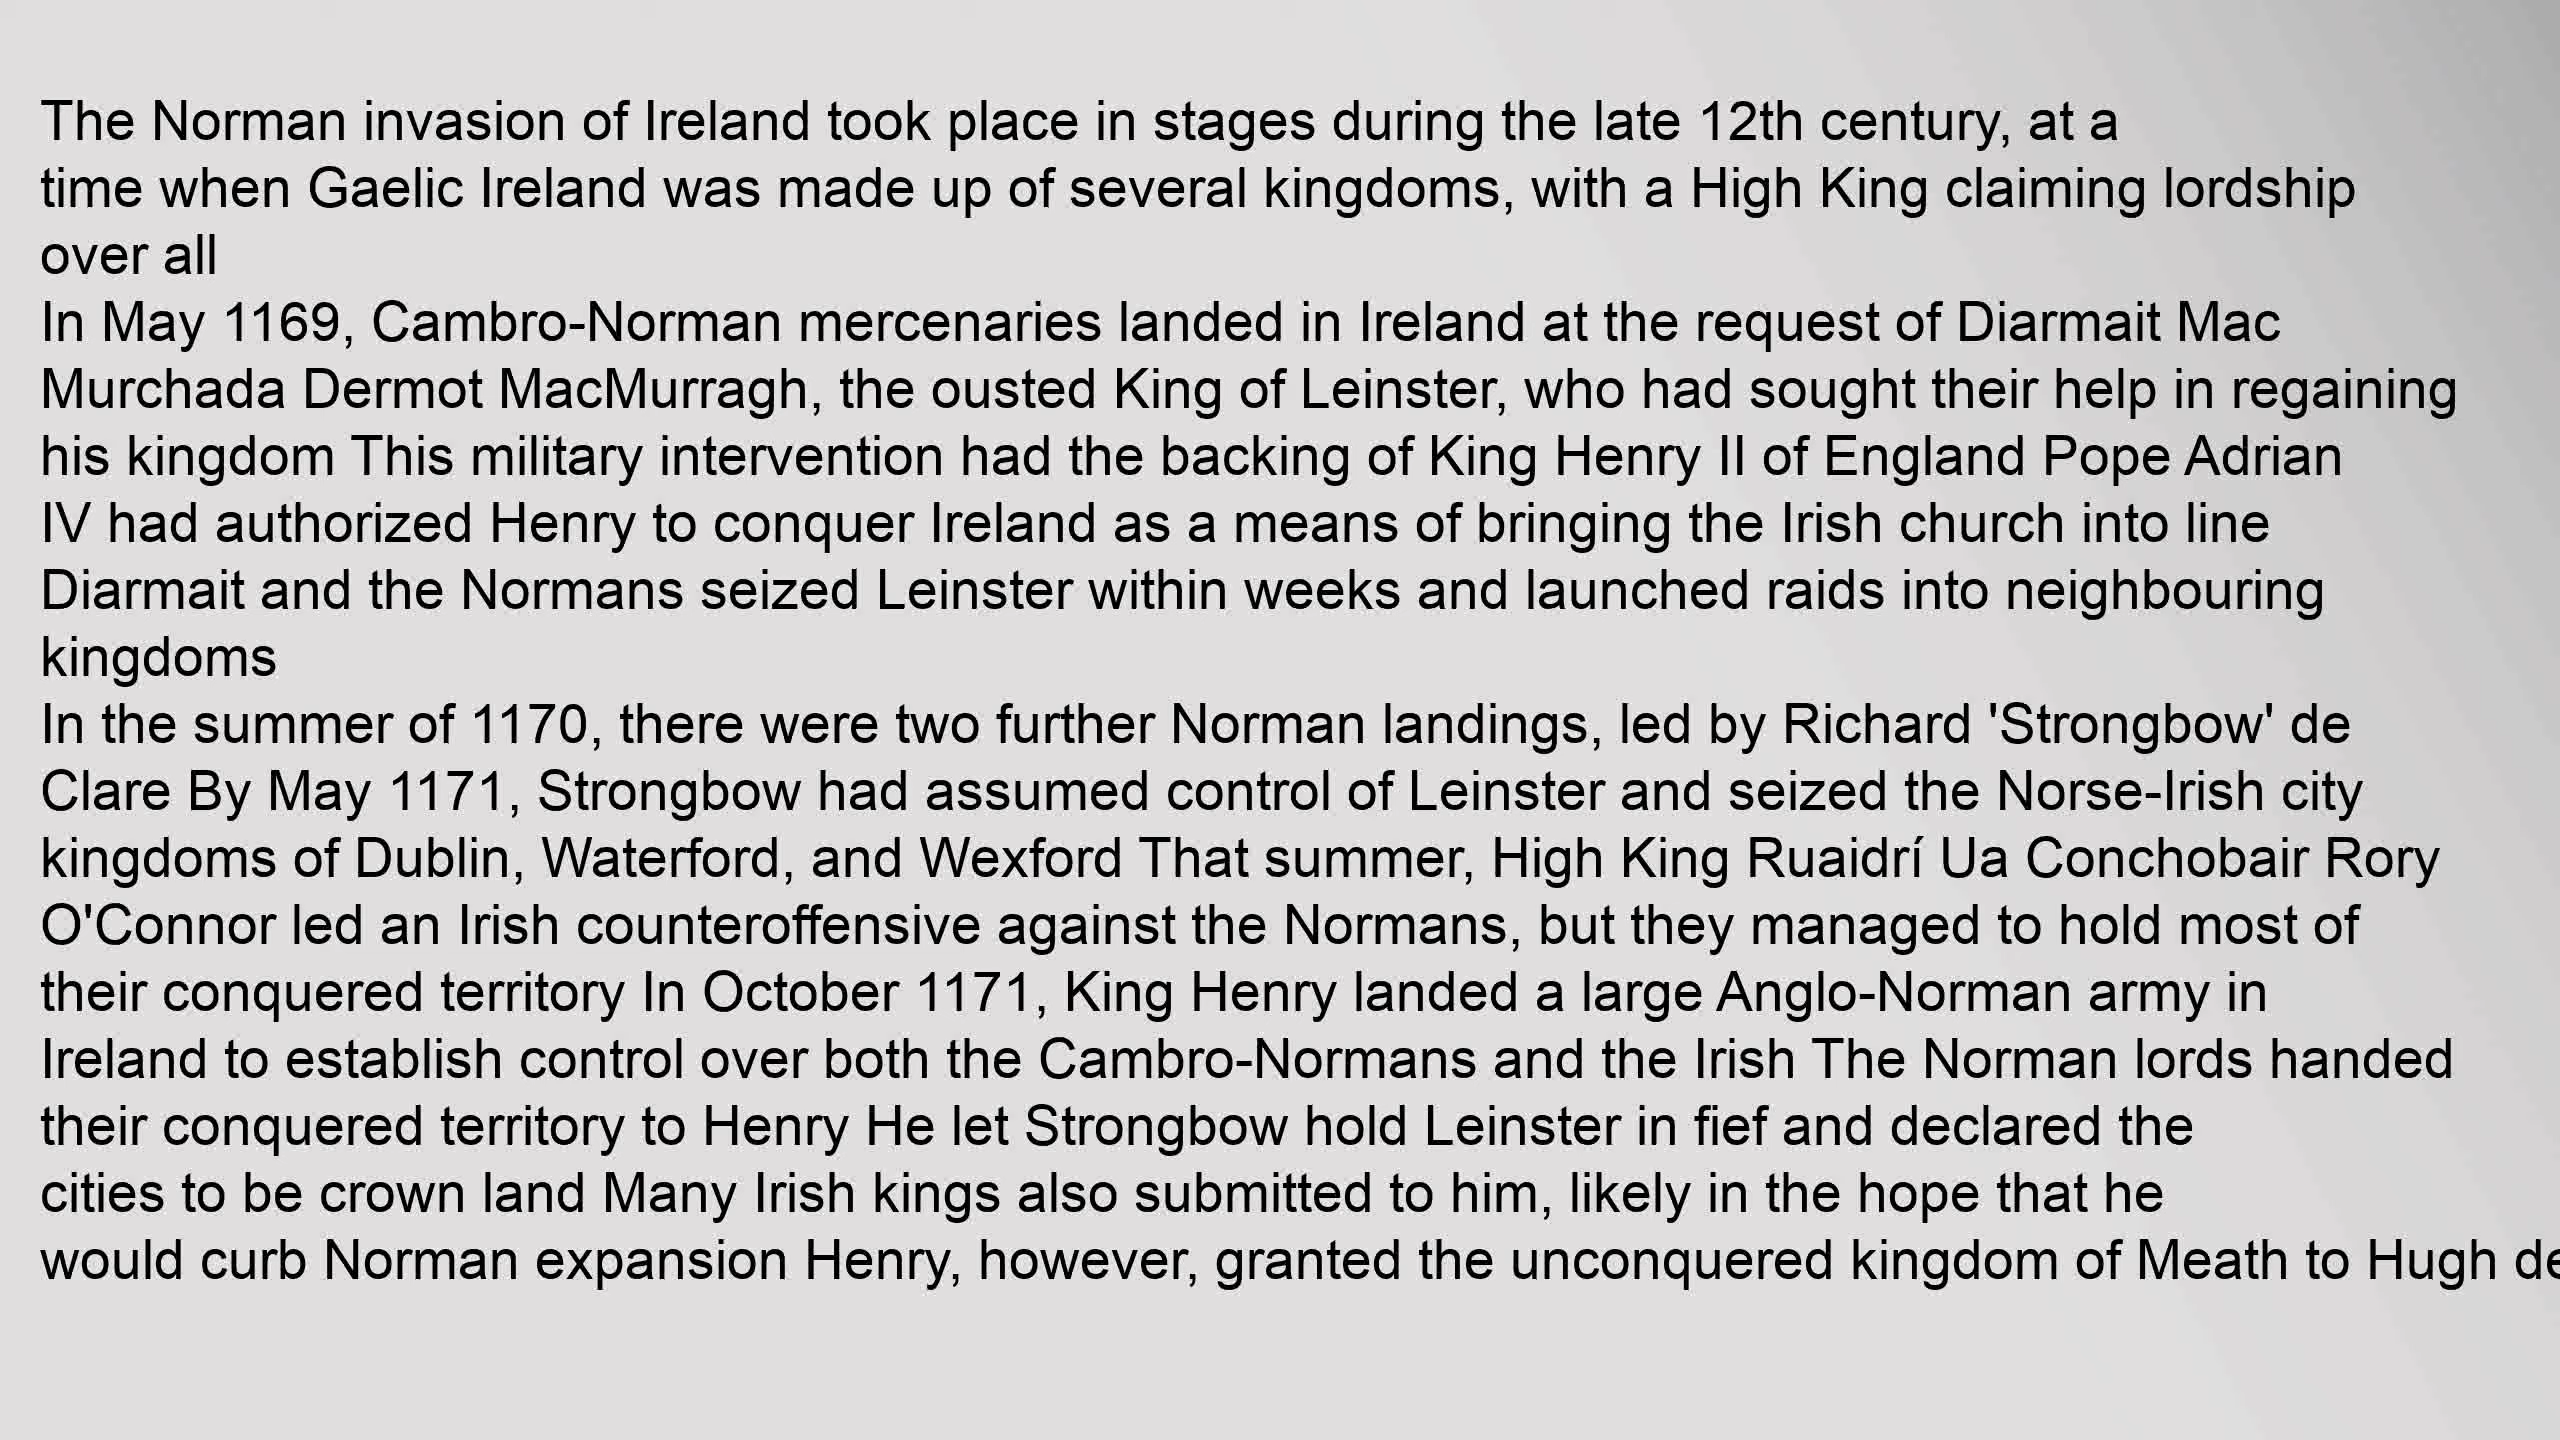 The Norman invasion of Ireland took place in stages during the late 12th century, at a
time when Gaelic Ireland was made up of several kingdoms, with a High King claiming lordship
over all
In May 1169, Cambro-Norman mercenaries landed in Ireland at the request of Diarmait Mac
Murchada Dermot MacMurragh, the ousted King of Leinster, who had sought their help in regaining
his kingdom This military intervention had the backing of King Henry II of England Pope Adrian
IV had authorized Henry to conquer Ireland as a means of bringing the Irish church into line
Diarmait and the Normans seized Leinster within weeks and launched raids into neighbouring
kingdoms
In the summer of 1170, there were two further Norman landings, led by Richard 'Strongbow' de
Clare By May 1171, Strongbow had assumed control of Leinster and seized the Norse-Irish city
kingdoms of Dublin, Waterford, and Wexford That summer, High King Ruaidrí Ua Conchobair Rory
O'Connor led an Irish counteroffensive against the Normans, but they managed to hold most of
their conquered territory In October 1171, King Henry landed a large Anglo-Norman army in
Ireland to establish control over both the Cambro-Normans and the Irish The Norman lords handed
their conquered territory to Henry He let Strongbow hold Leinster in fief and declared the
cities to be crown land Many Irish kings also submitted to him, likely in the hope that he
would curb Norman expansion Henry, however, granted the unconquered kingdom of Meath to Hugh de